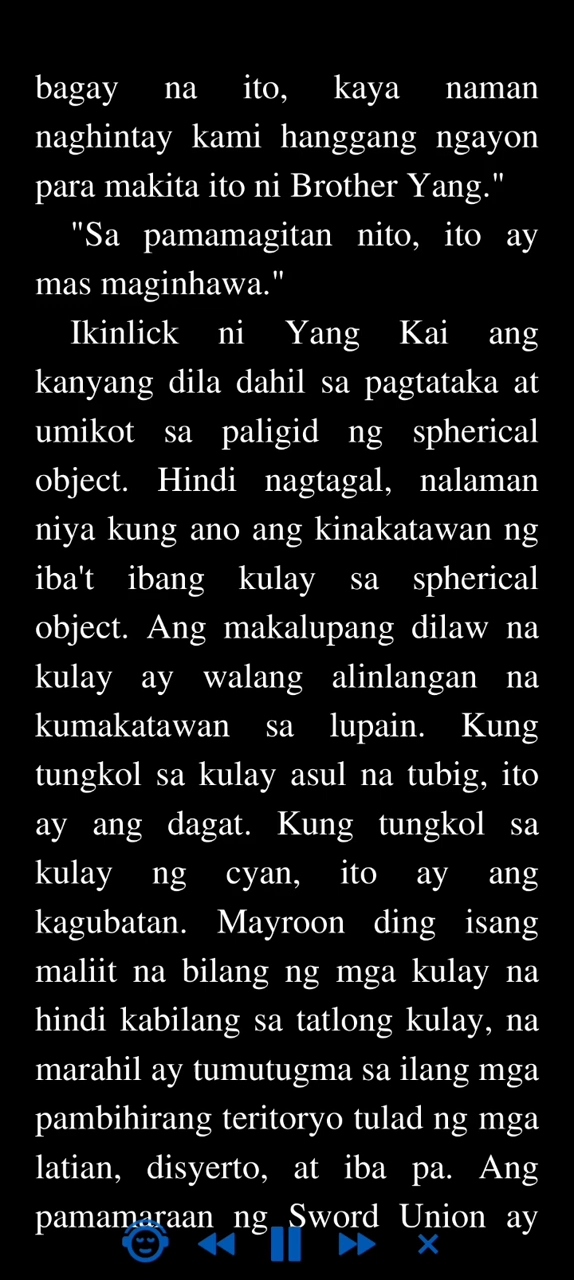 bagay na ito, kaya naman
naghintay kami hanggang ngayon
para makita ito ni Brother Yang."
"Sa pamamagitan nito, ito ay
mas maginhawa."
Ikinlick ni Yang Kai ang
kanyang dila dahil sa pagtataka at
umikot sa paligid ng spherical
object. Hindi nagtagal, nalaman
niya kung ano ang kinakatawan ng
iba't ibang kulay sa spherical
object. Ang makalupang dilaw na
kulay ay walang alinlangan na
kumakatawan sa lupain. Kung
tungkol sa kulay asul na tubig, ito
ay ang dagat. Kung tungkol sa
kulay ng cyan, ito ay ang
kagubatan. Mayroon ding isang
maliit na bilang ng mga kulay na
hindi kabilang sa tatlong kulay, na
marahil ay tumutugma sa ilang mga
pambihirang teritoryo tulad ng mga
latian, disyerto, at iba pa. Ang
pamamaraan ng Sword Union ay